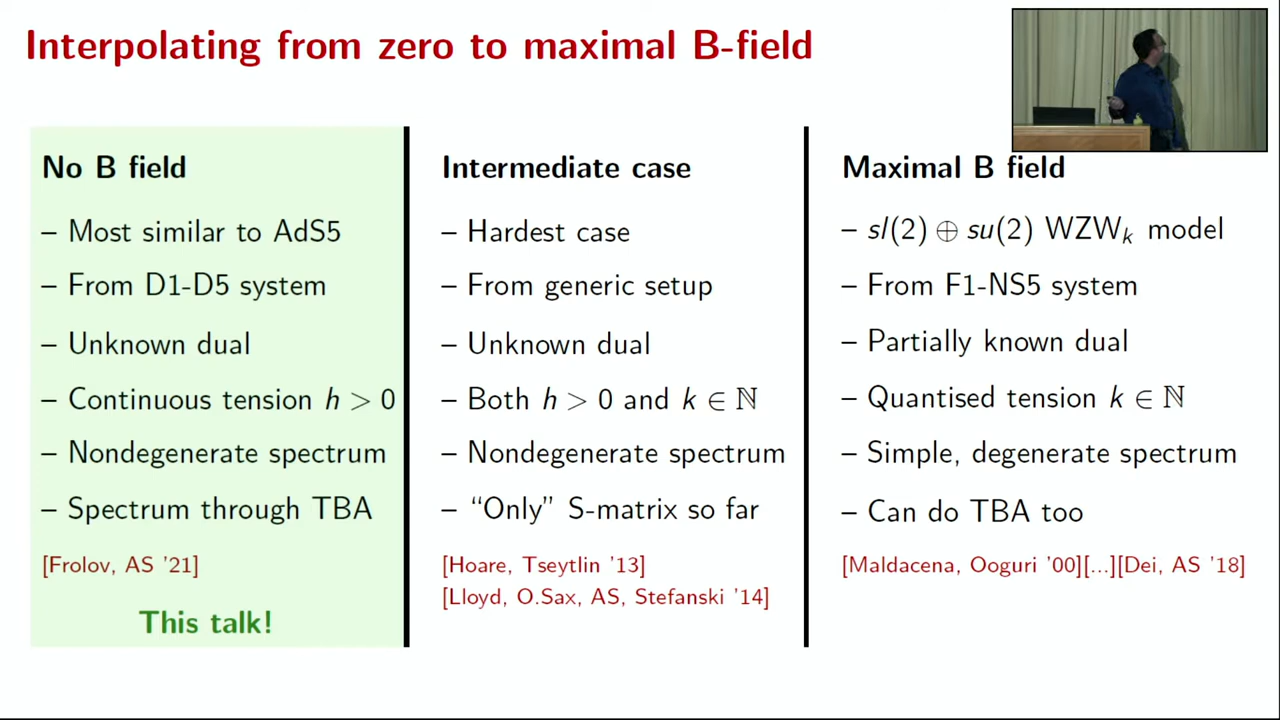 Interpolating from zero to maximal B-field
No B field
– Most similar to AdS5
– From D1-D5 system
– Unknown dual
– Continuous tension h > 0
– Nondegenerate spectrum
– Spectrum through TBA
[Frolov, AS '21]
This talk!
Intermediate case
– Hardest case
– From generic setup
– Unknown dual
– Both h > 0 and k ∈ ℕ
– Nondegenerate spectrum
– “Only” S-matrix so far
[Hoare, Tseytlin '13]
[Lloyd, O.Sax, AS, Stefanski '14]
Maximal B field
– sl(2) ⊕ su(2) WZWₖ model
– From F1-NS5 system
– Partially known dual
– Quantised tension k ∈ ℕ
– Simple, degenerate spectrum
– Can do TBA too
[Maldacena, Ooguri '00][...][Dei, AS '18]